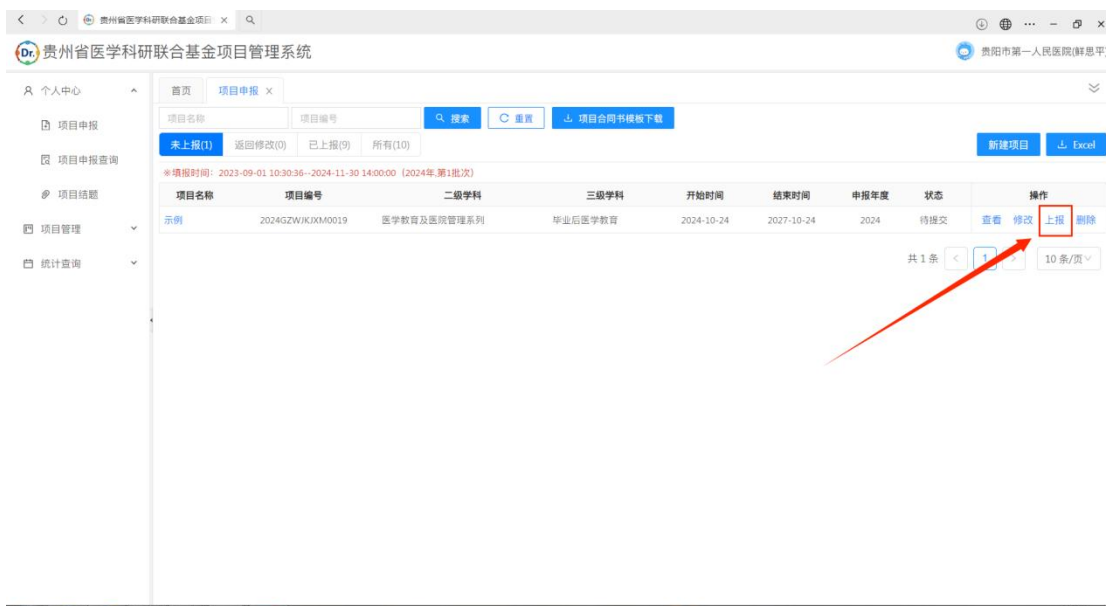 贵州省医学科研联合基金项目
Dr. 贵州省医学科研联合基金项目管理系统
贵阳市第一人民医院(鲜思平)
个人中心
项目申报
项目申报查询
项目结题
项目管理
统计查询
首页 项目申报
项目名称 项目编号 搜索 重置 项目合同书模板下载
未上报(1) 返回修改(0) 已上报(9) 所有(10) 新建项目 Excel
※填报时间：2023-09-01 10:30:36--2024-11-30 14:00:00（2024年,第1批次）
项目名称 项目编号 二级学科 三级学科 开始时间 结束时间 申报年度 状态 操作
示例 2024GZWJKJXM0019 医学教育及医院管理系列 毕业后医学教育 2024-10-24 2027-10-24 2024 待提交 查看 修改 上报 删除
共 1 条 1 10 条/页